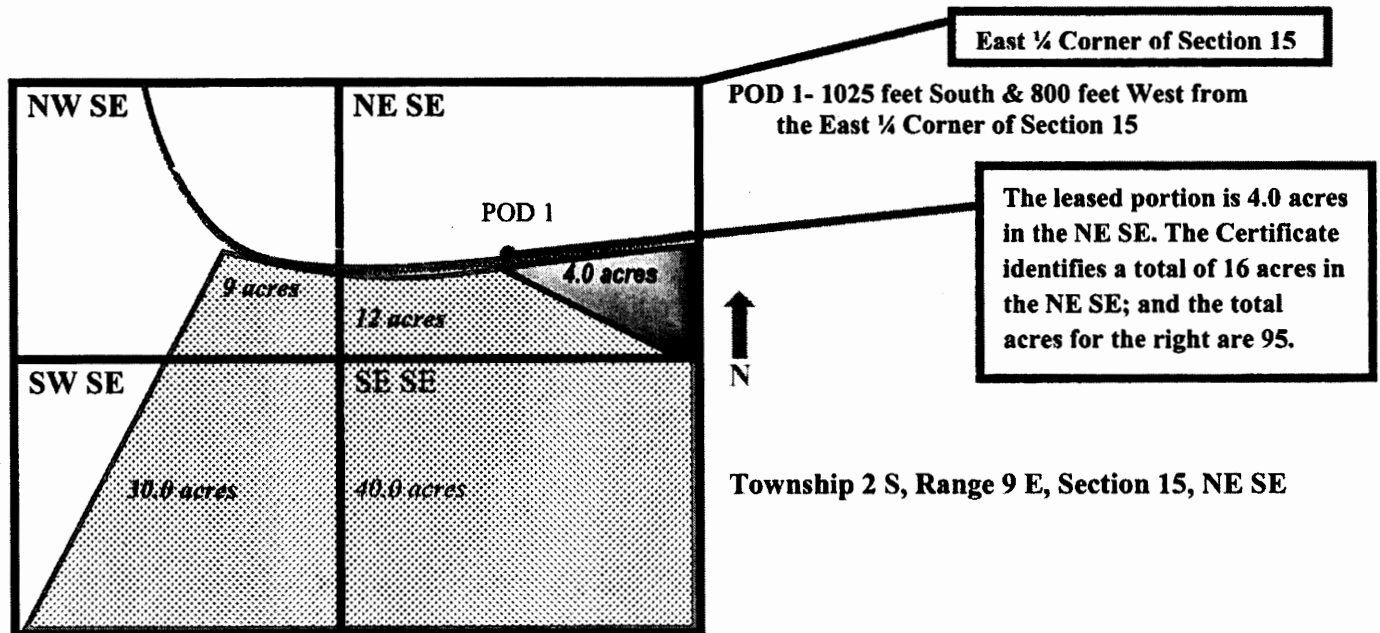 East ¼ Corner of Section 15
NW SE
NE SE
POD 1- 1025 feet South & 800 feet West from
the East ¼ Corner of Section 15
POD 1
The leased portion is 4.0 acres
in the NE SE. The Certificate
identifies a total of 16 acres in
the NE SE; and the total
acres for the right are 95.
4.0 acres
9 acres
12 acres
N
SW SE
SE SE
30.0 acres
40.0 acres
Township 2 S, Range 9 E, Section 15, NE SE